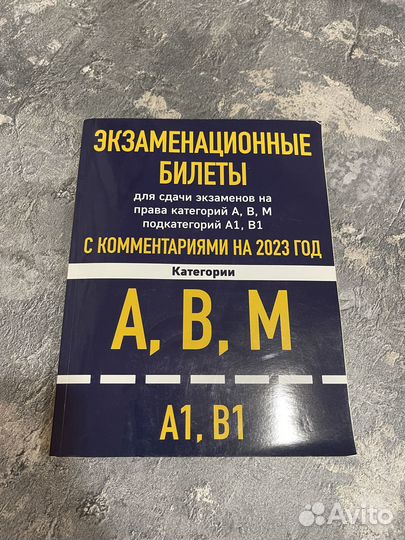 ЭКЗАМЕНАЦИОННЫЕ
БИЛЕТЫ
для сдачи экзаменов на
права категорий А, В, М
подкатегорий А1, В1
С КОММЕНТАРИЯМИ НА 2023 ГОД
Категории
А, В, М
А1, В1
Avito